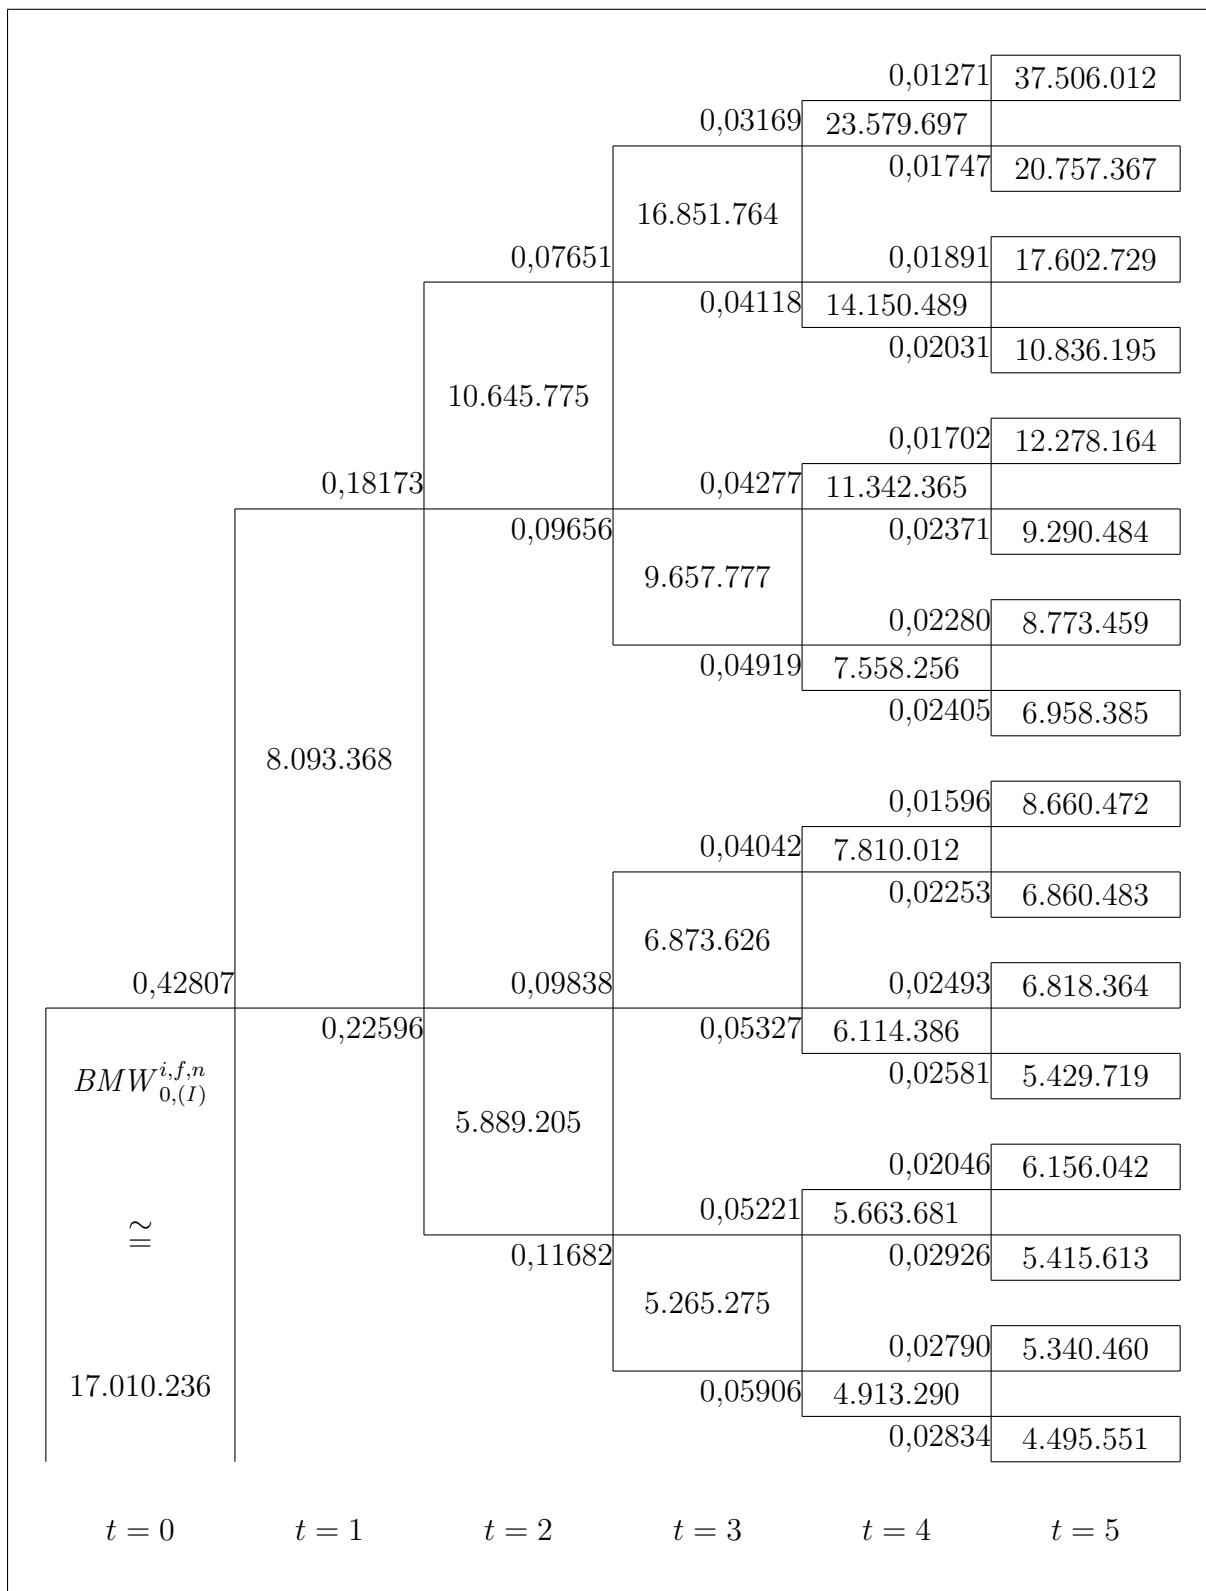 0,01271 37.506.012
0,03169 23.579.697
0,01747 20.757.367
16.851.764
0,07651 0,01891 17.602.729
0,04118 14.150.489
0,02031 10.836.195
10.645.775
0,01702 12.278.164
0,18173 0,04277 11.342.365
0,09656 0,02371 9.290.484
9.657.777
0,02280 8.773.459
0,04919 7.558.256
0,02405 6.958.385
8.093.368
0,01596 8.660.472
0,04042 7.810.012
0,02253 6.860.483
6.873.626
0,42807 0,09838 0,02493 6.818.364
0,22596 0,05327 6.114.386
BMW^{i,f,n}_{0,(I)} 0,02581 5.429.719
5.889.205
0,02046 6.156.042
≅ 0,05221 5.663.681
0,11682 0,02926 5.415.613
5.265.275
0,02790 5.340.460
17.010.236 0,05906 4.913.290
0,02834 4.495.551
t = 0 t = 1 t = 2 t = 3 t = 4 t = 5